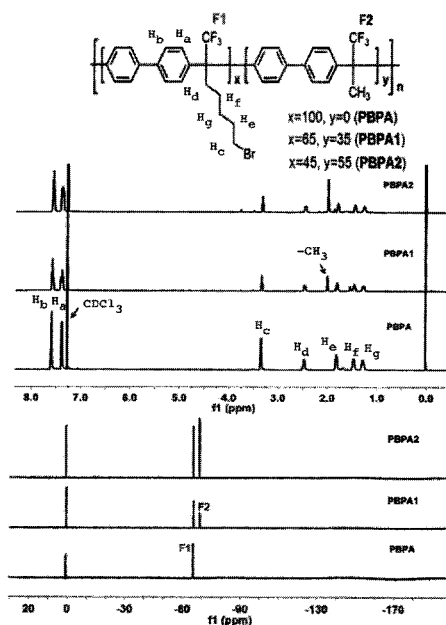 F1 F2
Hb Ha CF3 CF3
x y n
Hd Hf CH3
Hg He
x=100, y=0 (PBPA)
Hc Br x=65, y=35 (PBPA1)
x=45, y=55 (PBPA2)
PBPA2
-CH3 PBPA1
Hb Ha CDCl3
PBPA
Hc Hd He Hf Hg
8.0 7.0 6.0 5.0 4.0 3.0 2.0 1.0 0.0
f1 (ppm)
PBPA2
PBPA1
F2
F1 PBPA
20 0 -30 -60 -90 -130 -170
f1 (ppm)